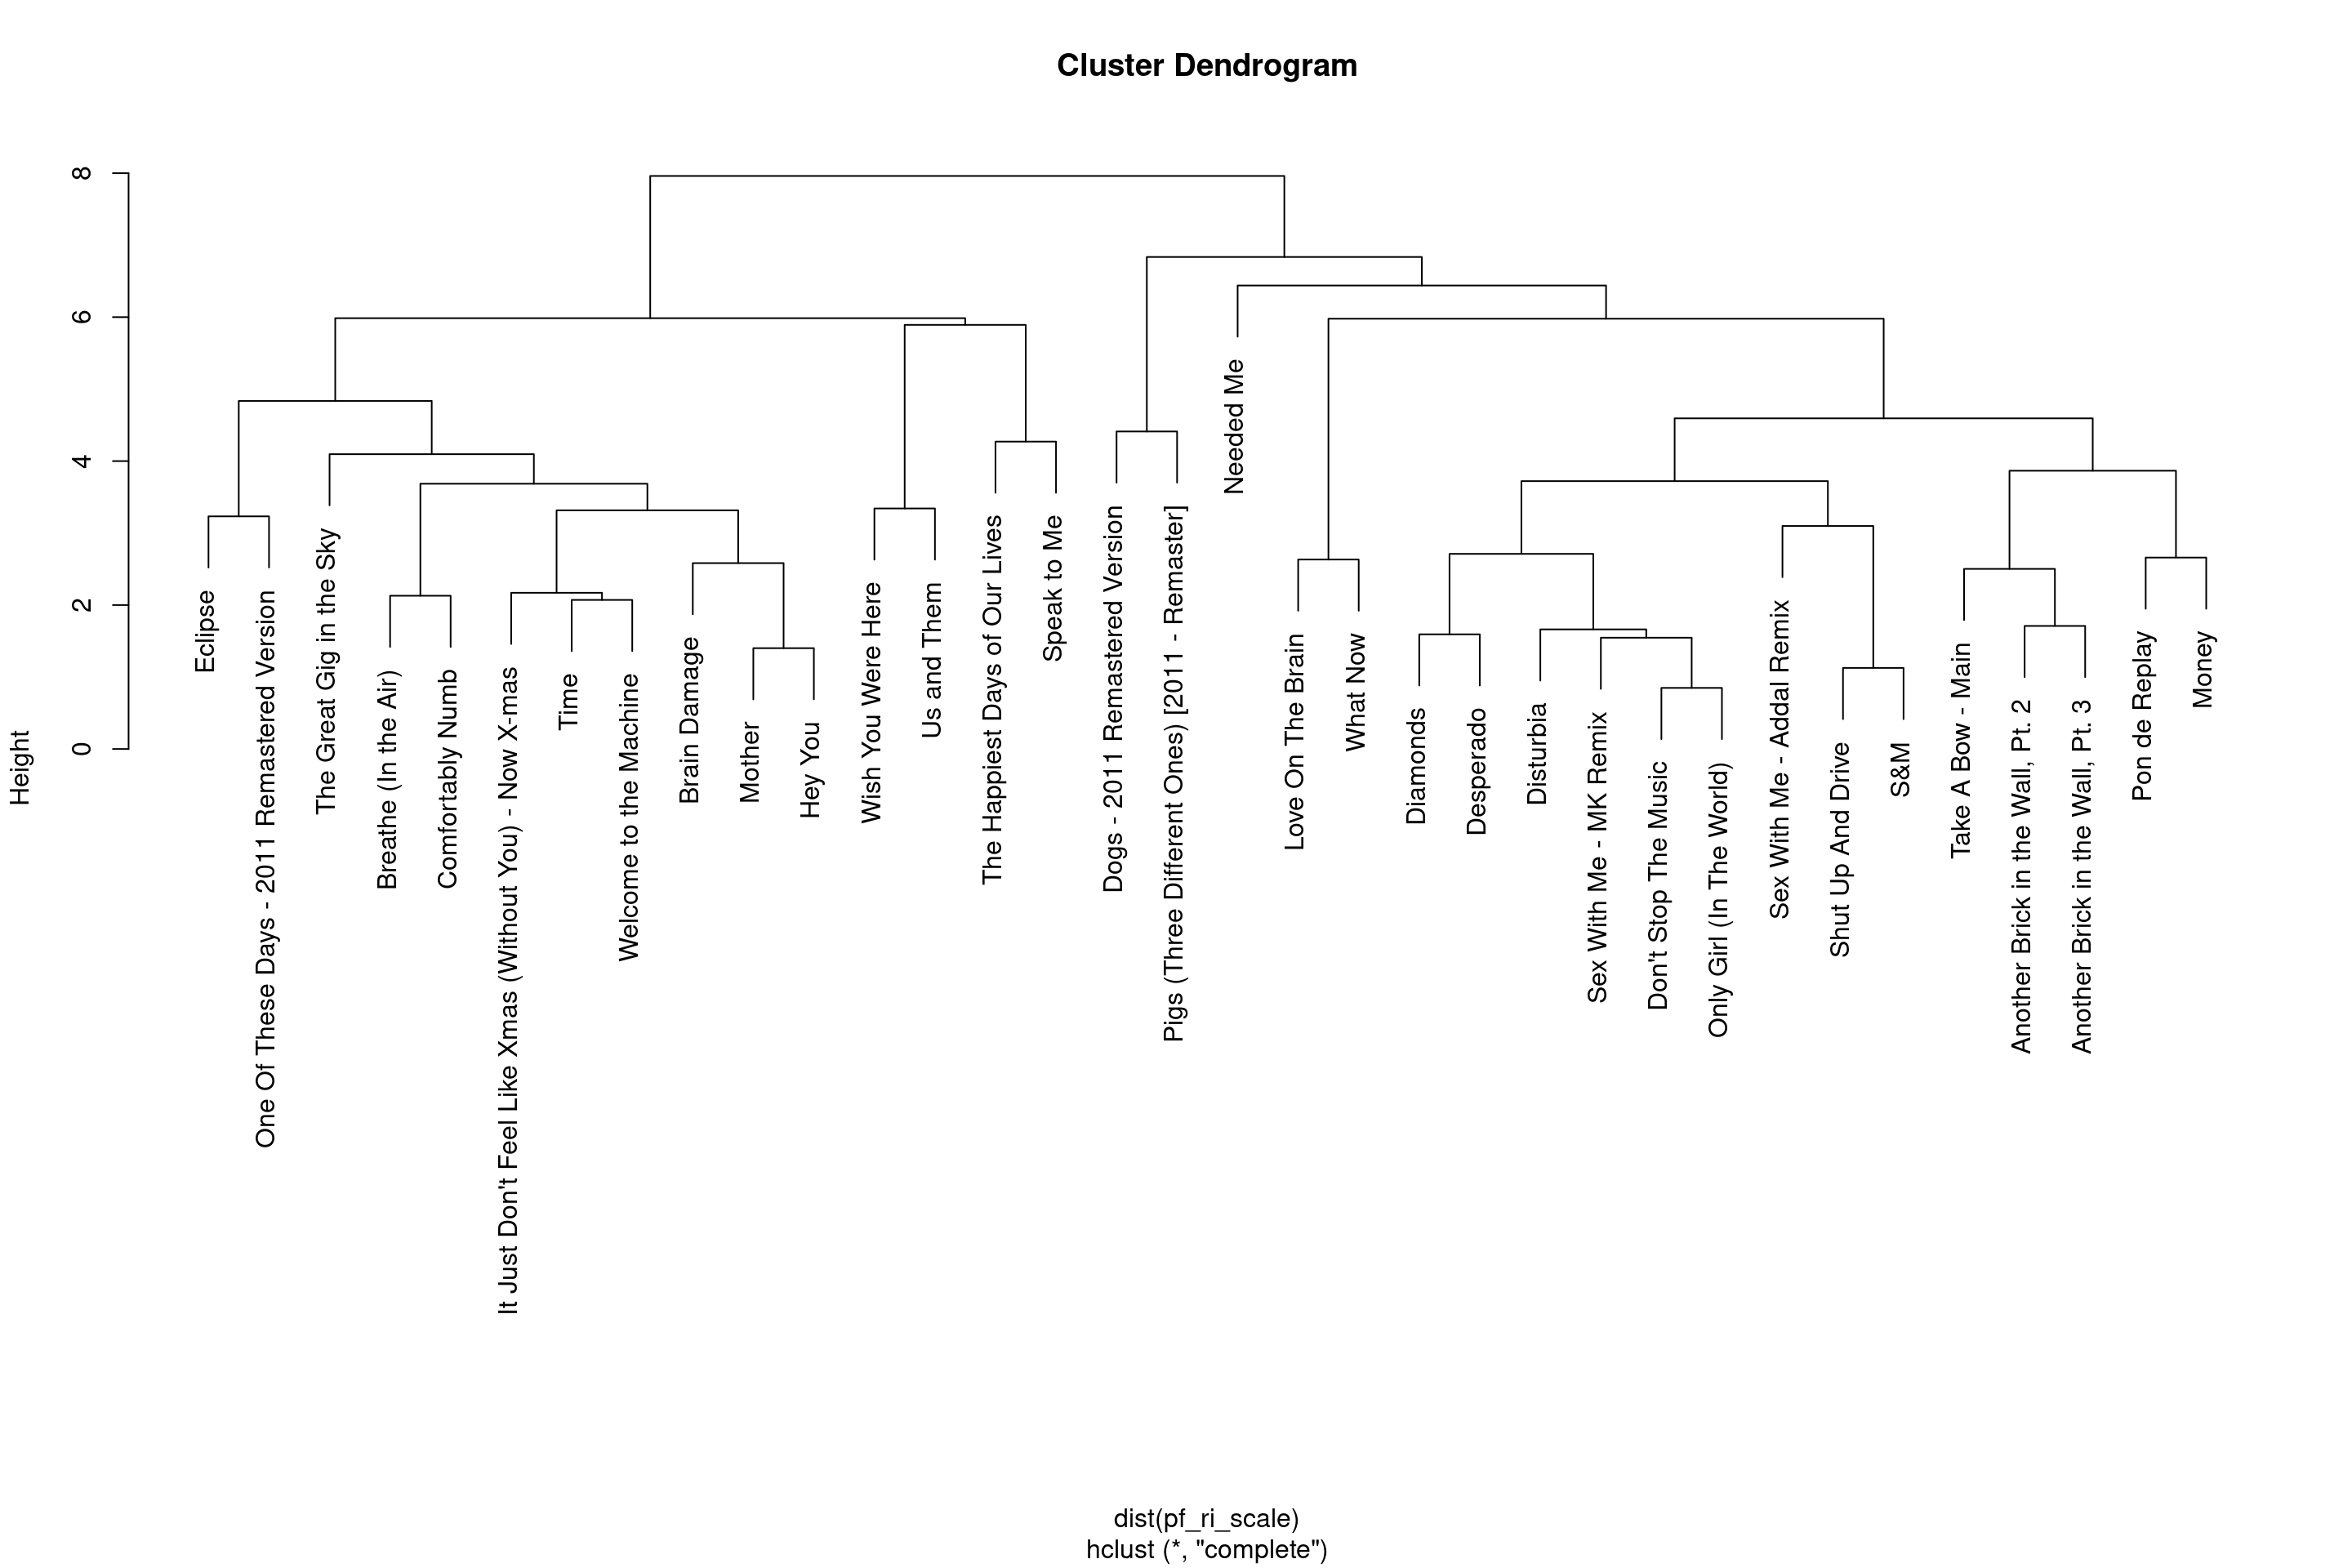 Cluster Dendrogram
Height
8
6
4
2
0
Eclipse
One Of These Days - 2011 Remastered Version
The Great Gig in the Sky
Breathe (In the Air)
Comfortably Numb
It Just Don't Feel Like Xmas (Without You) - Now X-mas
Time
Welcome to the Machine
Brain Damage
Mother
Hey You
Wish You Were Here
Us and Them
The Happiest Days of Our Lives
Speak to Me
Dogs - 2011 Remastered Version
Pigs (Three Different Ones) [2011 - Remaster]
Needed Me
Love On The Brain
What Now
Diamonds
Desperado
Disturbia
Sex With Me - MK Remix
Don't Stop The Music
Only Girl (In The World)
Sex With Me - Addal Remix
Shut Up And Drive
S&M
Take A Bow - Main
Another Brick in the Wall, Pt. 2
Another Brick in the Wall, Pt. 3
Pon de Replay
Money
dist(pf_ri_scale)
hclust (*, "complete")